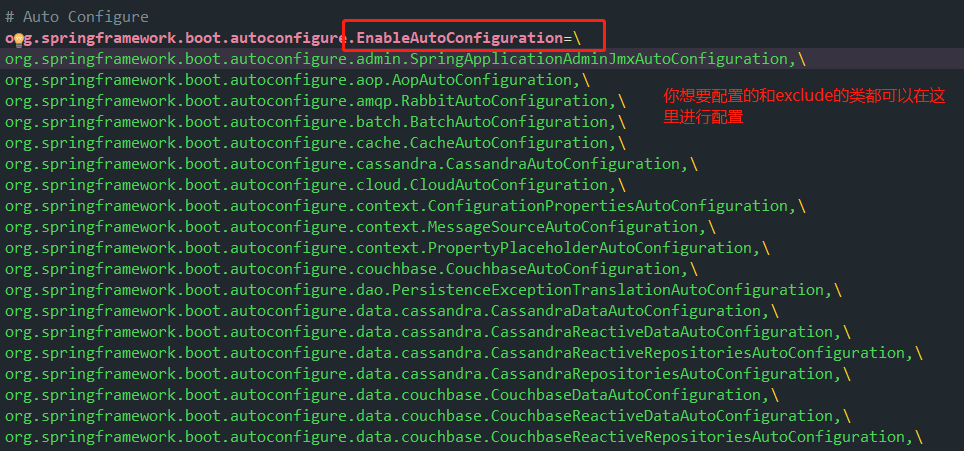 # Auto Configure
org.springframework.boot.autoconfigure.EnableAutoConfiguration=\
org.springframework.boot.autoconfigure.admin.SpringApplicationAdminJmxAutoConfiguration,\
org.springframework.boot.autoconfigure.aop.AopAutoConfiguration,\
org.springframework.boot.autoconfigure.amqp.RabbitAutoConfiguration,\
你想要配置的和exclude的类都可以在这
里进行配置
org.springframework.boot.autoconfigure.batch.BatchAutoConfiguration,\
org.springframework.boot.autoconfigure.cache.CacheAutoConfiguration,\
org.springframework.boot.autoconfigure.cassandra.CassandraAutoConfiguration,\
org.springframework.boot.autoconfigure.cloud.CloudAutoConfiguration,\
org.springframework.boot.autoconfigure.context.ConfigurationPropertiesAutoConfiguration,\
org.springframework.boot.autoconfigure.context.MessageSourceAutoConfiguration,\
org.springframework.boot.autoconfigure.context.PropertyPlaceholderAutoConfiguration,\
org.springframework.boot.autoconfigure.couchbase.CouchbaseAutoConfiguration,\
org.springframework.boot.autoconfigure.dao.PersistenceExceptionTranslationAutoConfiguration,\
org.springframework.boot.autoconfigure.data.cassandra.CassandraDataAutoConfiguration,\
org.springframework.boot.autoconfigure.data.cassandra.CassandraReactiveDataAutoConfiguration,\
org.springframework.boot.autoconfigure.data.cassandra.CassandraReactiveRepositoriesAutoConfiguration,\
org.springframework.boot.autoconfigure.data.cassandra.CassandraRepositoriesAutoConfiguration,\
org.springframework.boot.autoconfigure.data.couchbase.CouchbaseDataAutoConfiguration,\
org.springframework.boot.autoconfigure.data.couchbase.CouchbaseReactiveDataAutoConfiguration,\
org.springframework.boot.autoconfigure.data.couchbase.CouchbaseReactiveRepositoriesAutoConfiguration,\